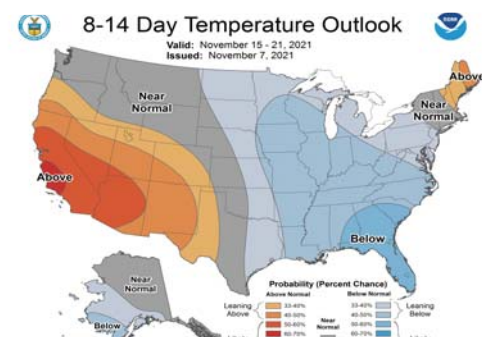 8-14 Day Temperature Outlook
Valid: November 15 - 21, 2021
Issued: November 7, 2021
NOAA
Near
Normal
Above
Near
Normal
Above
Below
Near
Normal
Below
Probability (Percent Chance)
Above Normal
Below Normal
Leaning
Above
33-40%
40-50%
50-60%
60-70%
Near
Normal
33-40%
40-50%
50-60%
60-70%
Leaning
Below